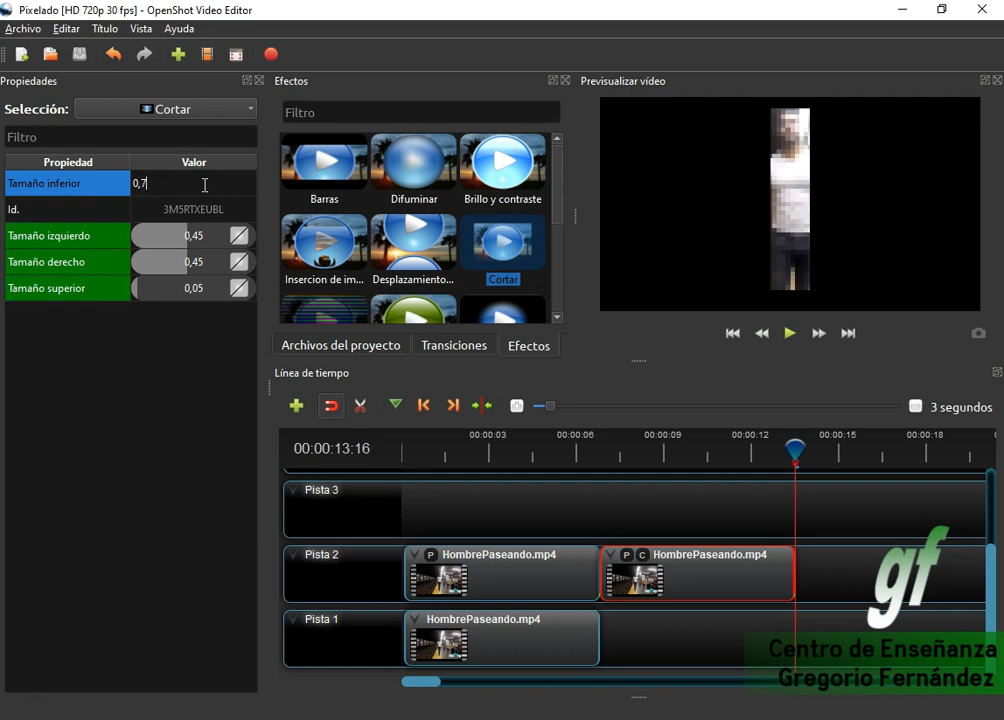 Pixelado [HD 720p 30 fps] - OpenShot Video Editor
Archivo Editar Título Vista Ayuda
Propiedades
Selección: Cortar
Filtro
Propiedad Valor
Tamaño inferior 0,7
Id. 3M5RTXEUBL
Tamaño izquierdo 0,45
Tamaño derecho 0,45
Tamaño superior 0,05
Efectos
Filtro
Barras Difuminar Brillo y contraste
Insercion de im... Desplazamiento... Cortar
Archivos del proyecto Transiciones Efectos
Previsualizar vídeo
Línea de tiempo
3 segundos
00:00:13:16
00:00:03 00:00:06 00:00:09 00:00:12 00:00:15 00:00:18
Pista 3
Pista 2
P HombrePaseando.mp4
P C HombrePaseando.mp4
Pista 1
HombrePaseando.mp4
gf
Centro de Enseñanza
Gregorio Fernández